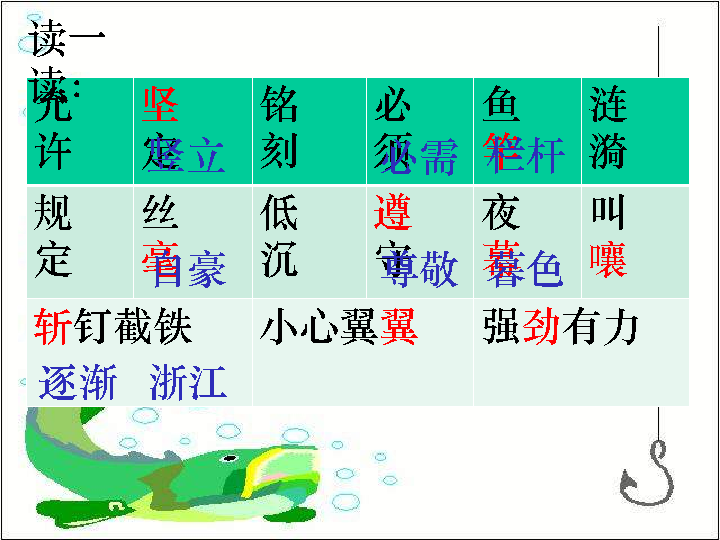 读一读:
允许 坚定 铭刻 必须 鱼竿 涟漪
竖立 必需 栏杆
规定 丝毫 低沉 遵守 夜幕 叫嚷
自豪 尊敬 暮色
斩钉截铁 小心翼翼 强劲有力
逐渐 浙江